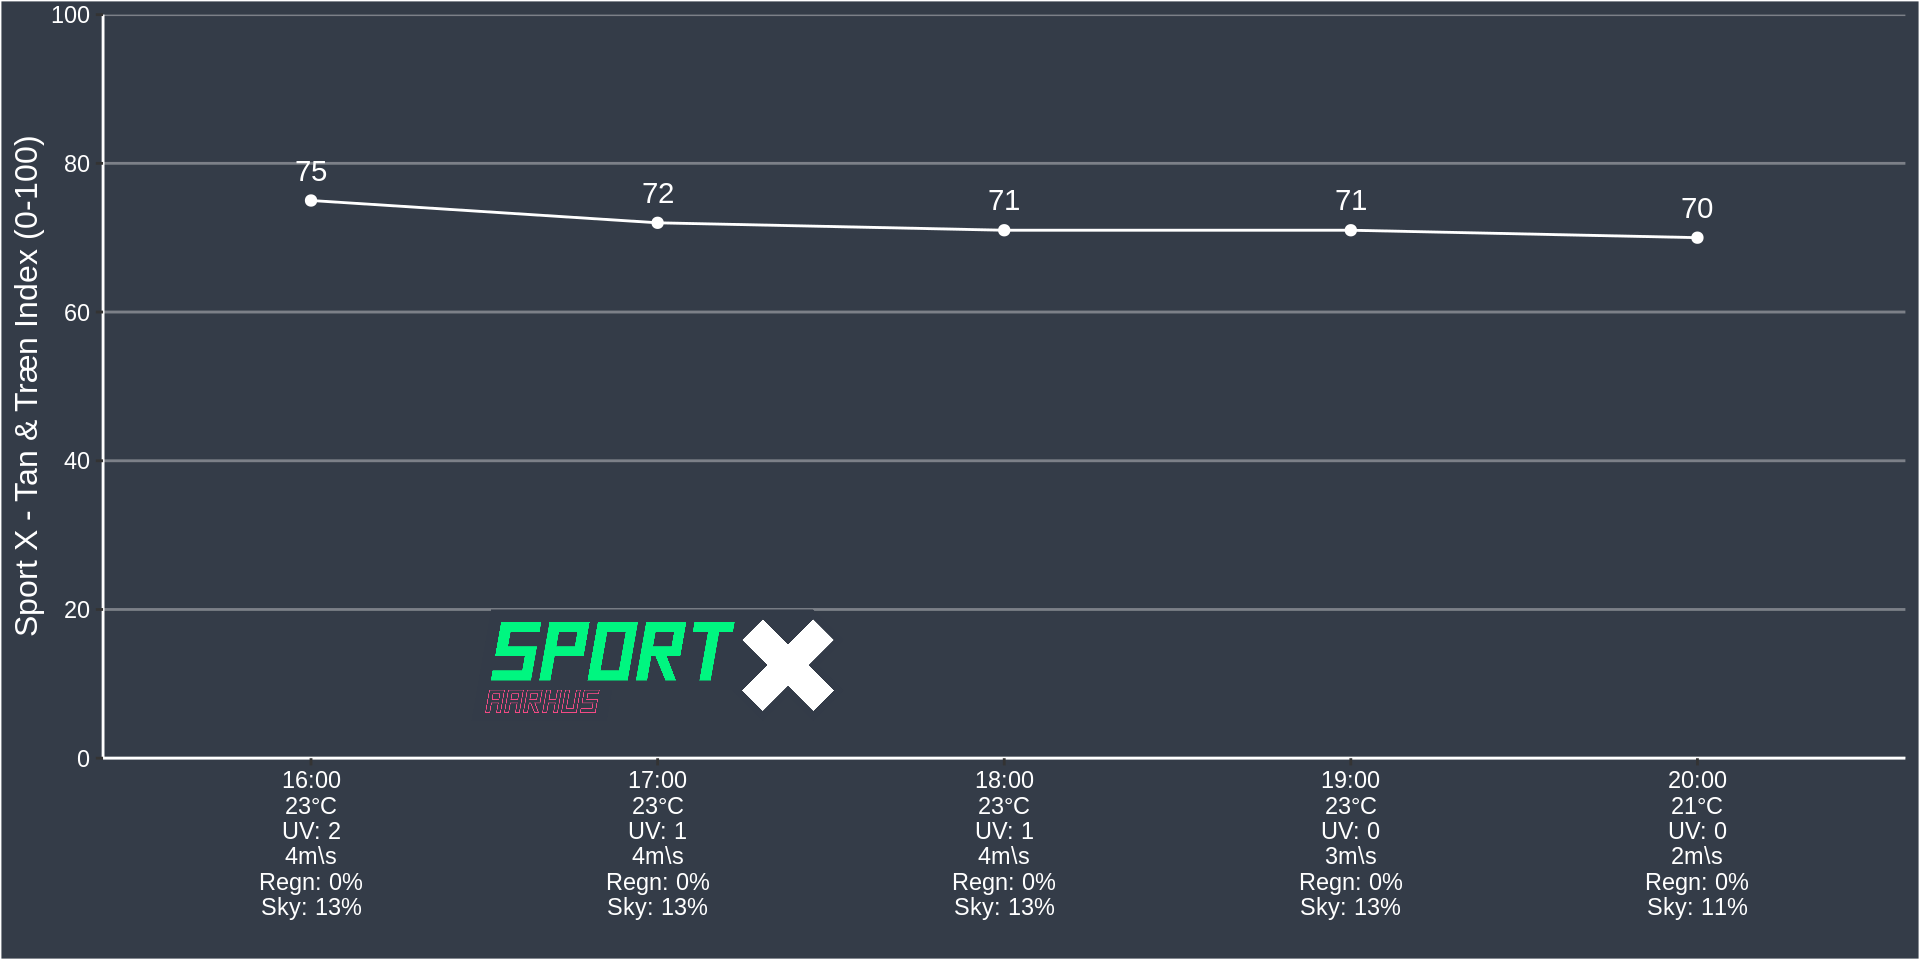 Sport X - Tan & Træn Index (0-100)
100
80
60
40
20
0
75
72
71
71
70
SPORT X
AARHUS
16:00
23°C
UV: 2
4m\s
Regn: 0%
Sky: 13%
17:00
23°C
UV: 1
4m\s
Regn: 0%
Sky: 13%
18:00
23°C
UV: 1
4m\s
Regn: 0%
Sky: 13%
19:00
23°C
UV: 0
3m\s
Regn: 0%
Sky: 13%
20:00
21°C
UV: 0
2m\s
Regn: 0%
Sky: 11%